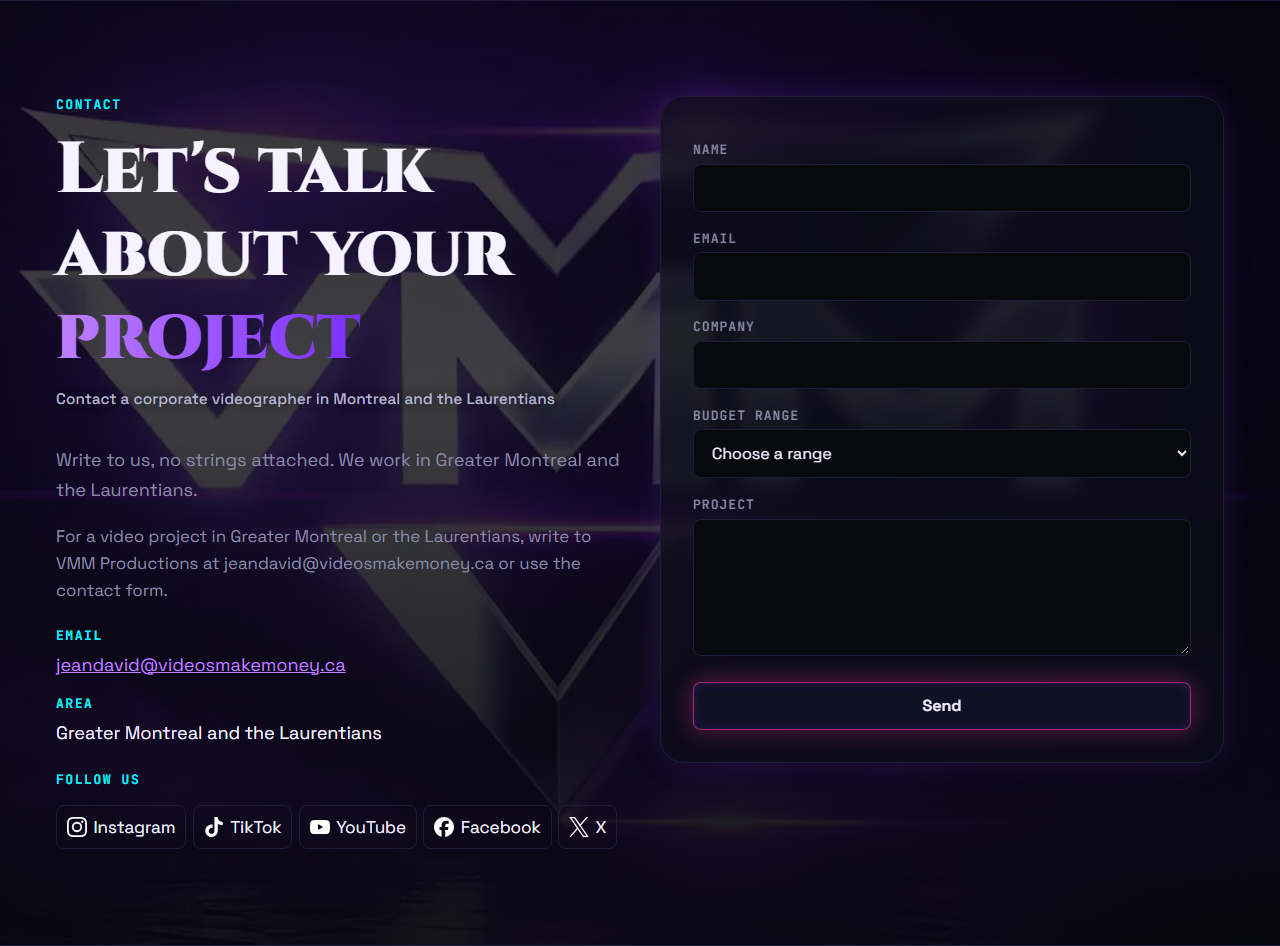 CONTACT
Let's talk
about your
project
Contact a corporate videographer in Montreal and the Laurentians
Write to us, no strings attached. We work in Greater Montreal and
the Laurentians.
For a video project in Greater Montreal or the Laurentians, write to
VMM Productions at jeandavid@videosmakemoney.ca or use the
contact form.
EMAIL
jeandavid@videosmakemoney.ca
AREA
Greater Montreal and the Laurentians
FOLLOW US
Instagram TikTok YouTube Facebook X
NAME
EMAIL
COMPANY
BUDGET RANGE
Choose a range
PROJECT
Send
VMM